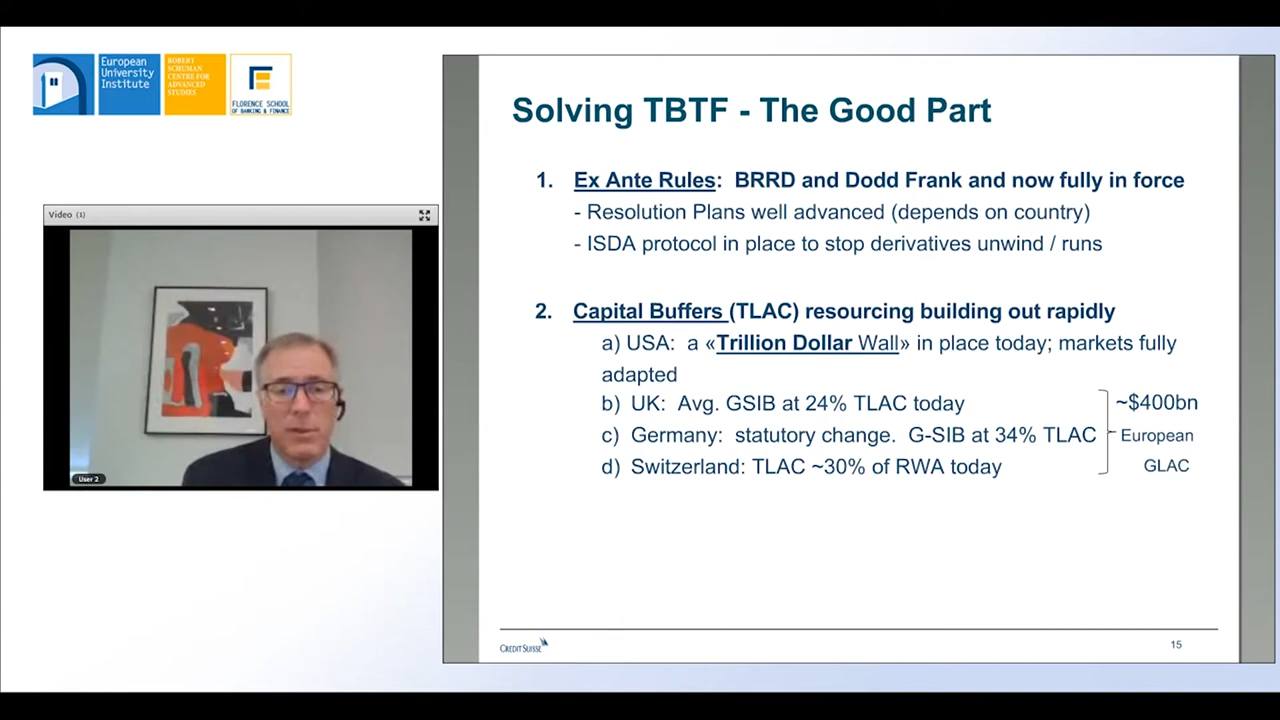 European
University
Institute
ROBERT
SCHUMAN
CENTRE FOR
ADVANCED
STUDIES
FLORENCE SCHOOL
OF BANKING & FINANCE
Video (1)
User 2
Solving TBTF - The Good Part
1. Ex Ante Rules: BRRD and Dodd Frank and now fully in force
- Resolution Plans well advanced (depends on country)
- ISDA protocol in place to stop derivatives unwind / runs
2. Capital Buffers (TLAC) resourcing building out rapidly
a) USA: a «Trillion Dollar Wall» in place today; markets fully
adapted
b) UK: Avg. GSIB at 24% TLAC today
c) Germany: statutory change. G-SIB at 34% TLAC
d) Switzerland: TLAC ~30% of RWA today
~$400bn
European
GLAC
CREDIT SUISSE
15